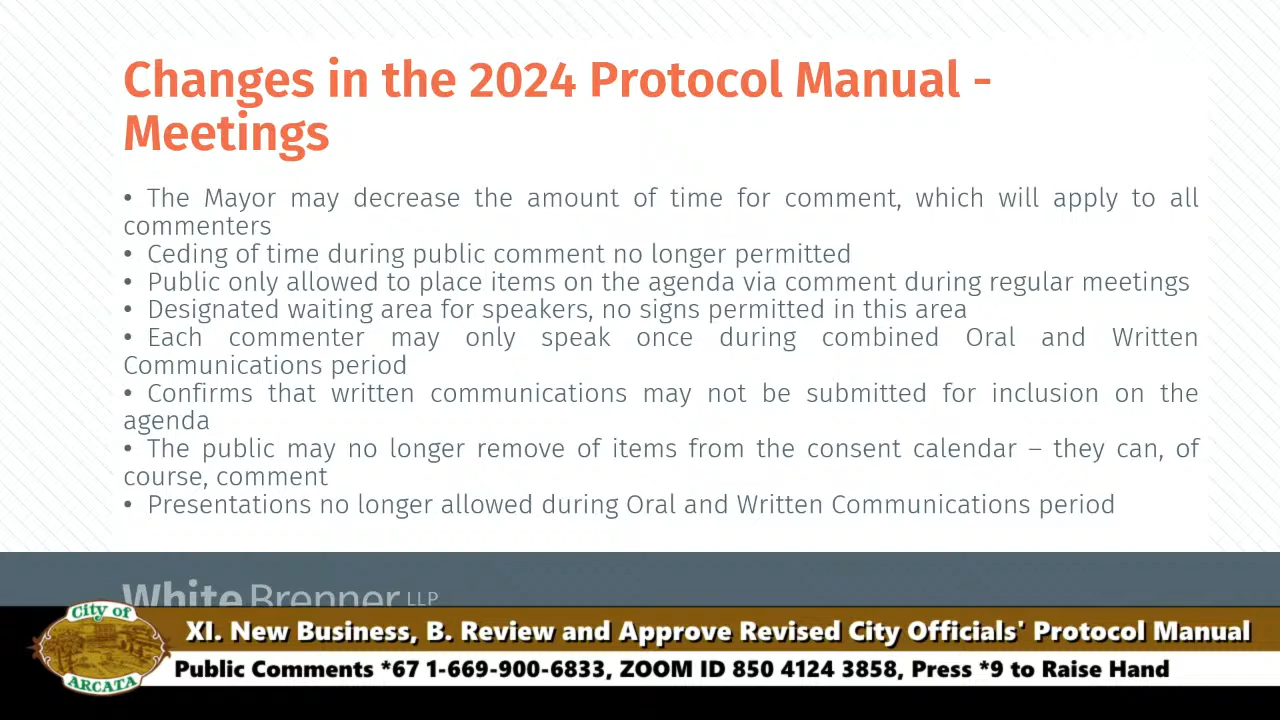 Changes in the 2024 Protocol Manual -
Meetings
• The Mayor may decrease the amount of time for comment, which will apply to all
commenters
• Ceding of time during public comment no longer permitted
• Public only allowed to place items on the agenda via comment during regular meetings
• Designated waiting area for speakers, no signs permitted in this area
• Each commenter may only speak once during combined Oral and Written
Communications period
• Confirms that written communications may not be submitted for inclusion on the
agenda
• The public may no longer remove of items from the consent calendar – they can, of
course, comment
• Presentations no longer allowed during Oral and Written Communications period
White Brenner LLP
City of
ARCATA
XI. New Business, B. Review and Approve Revised City Officials' Protocol Manual
Public Comments *67 1-669-900-6833, ZOOM ID 850 4124 3858, Press *9 to Raise Hand